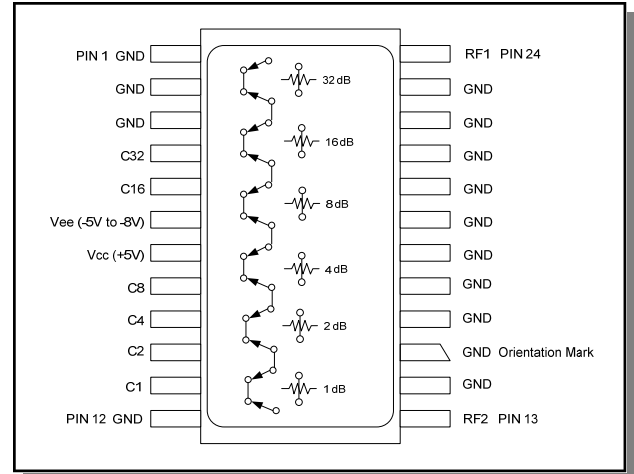 PIN 1 GND
GND
GND
C32
C16
Vee (-5V to -8V)
Vcc (+5V)
C8
C4
C2
C1
PIN 12 GND
32 dB
16 dB
8 dB
4 dB
2 dB
1 dB
RF1 PIN 24
GND
GND
GND
GND
GND
GND
GND
GND
GND Orientation Mark
GND
RF2 PIN 13